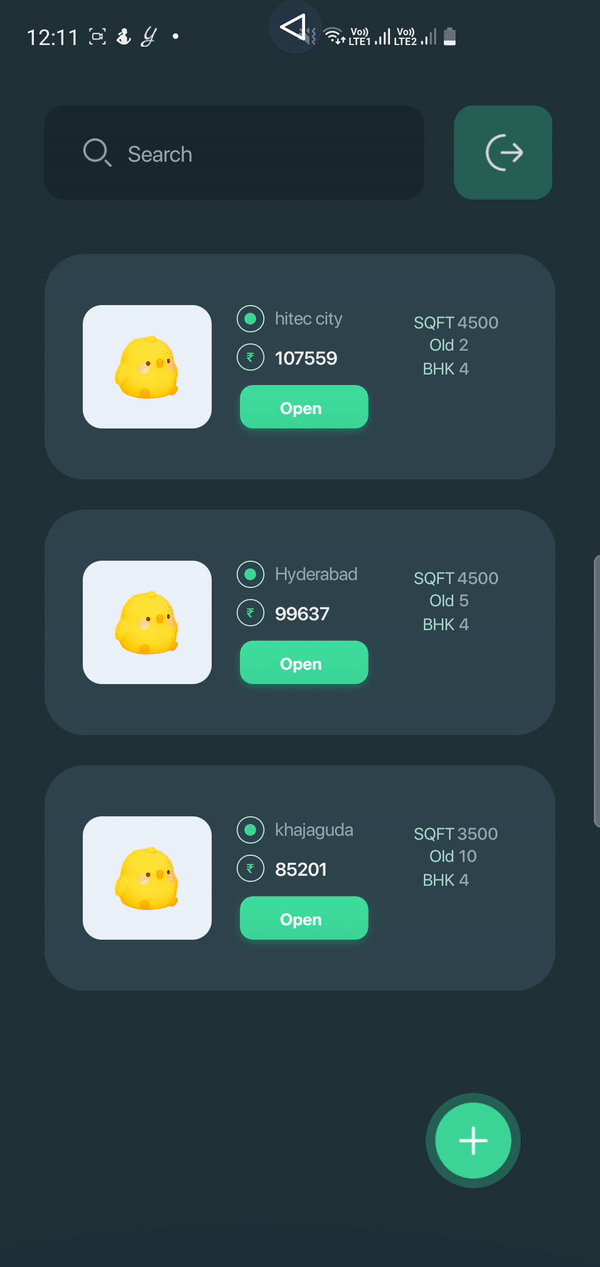 12:11
Vo)) LTE1 Vo)) LTE2
Search
hitec city
₹ 107559
Open
SQFT 4500
Old 2
BHK 4
Hyderabad
₹ 99637
Open
SQFT 4500
Old 5
BHK 4
khajaguda
₹ 85201
Open
SQFT 3500
Old 10
BHK 4